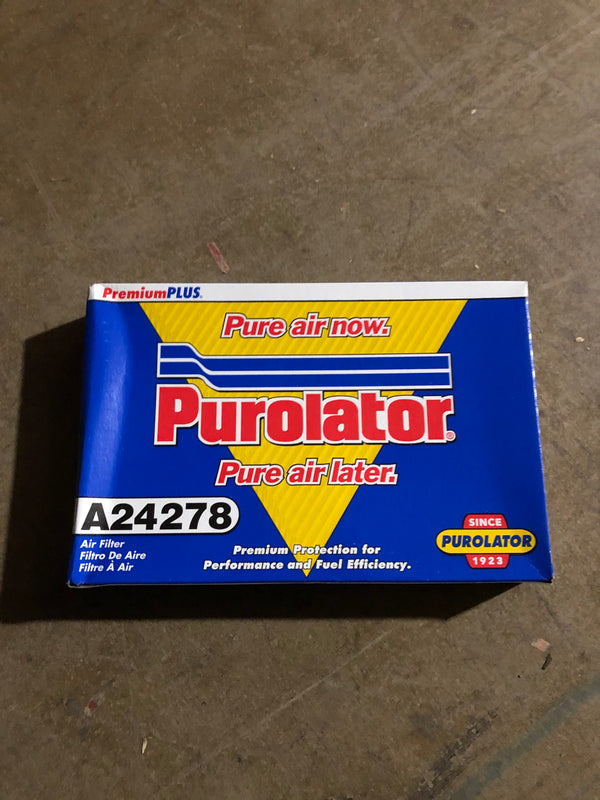 PremiumPLUS®
Pure air now.
Purolator®
Pure air later.
A24278
Air Filter
Filtro De Aire
Filtre À Air
Premium Protection for
Performance and Fuel Efficiency.
SINCE
PUROLATOR
1923